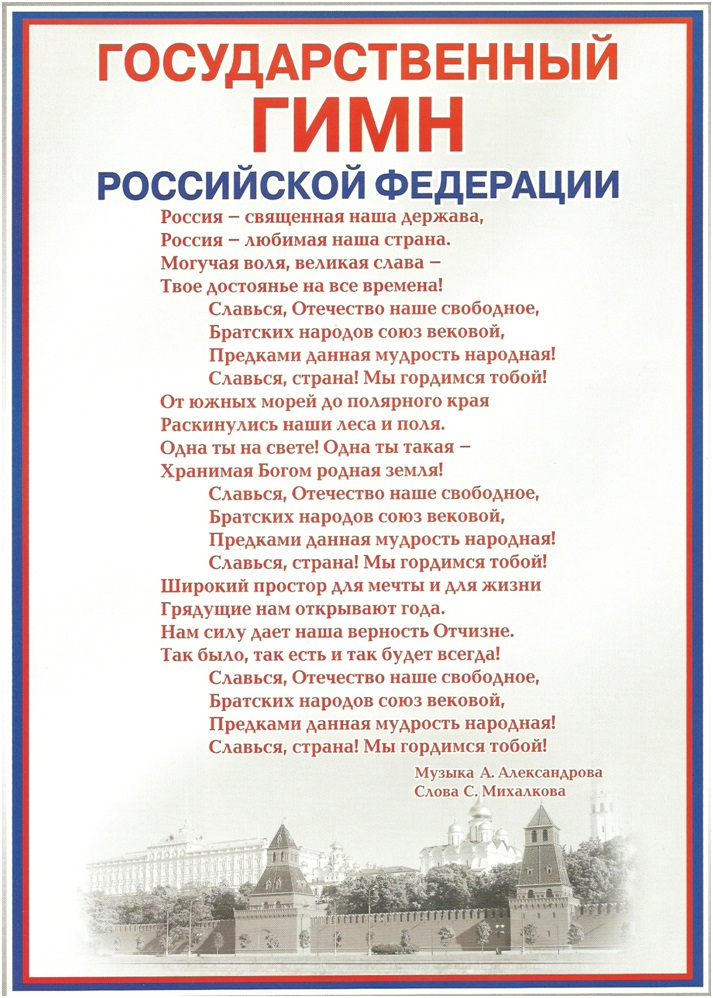 ГОСУДАРСТВЕННЫЙ
ГИМН
РОССИЙСКОЙ ФЕДЕРАЦИИ
Россия – священная наша держава,
Россия – любимая наша страна.
Могучая воля, великая слава –
Твое достоянье на все времена!
Славься, Отечество наше свободное,
Братских народов союз вековой,
Предками данная мудрость народная!
Славься, страна! Мы гордимся тобой!
От южных морей до полярного края
Раскинулись наши леса и поля.
Одна ты на свете! Одна ты такая –
Хранимая Богом родная земля!
Славься, Отечество наше свободное,
Братских народов союз вековой,
Предками данная мудрость народная!
Славься, страна! Мы гордимся тобой!
Широкий простор для мечты и для жизни
Грядущие нам открывают года.
Нам силу дает наша верность Отчизне.
Так было, так есть и так будет всегда!
Славься, Отечество наше свободное,
Братских народов союз вековой,
Предками данная мудрость народная!
Славься, страна! Мы гордимся тобой!
Музыка А. Александрова
Слова С. Михалкова